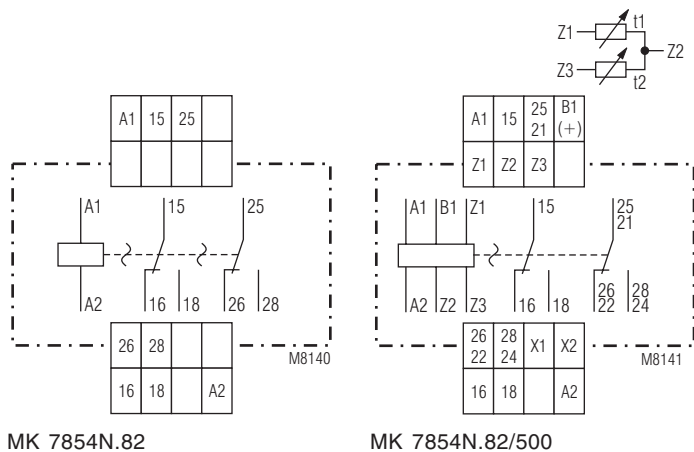 Z1 t1
Z2
Z3 t2
A1 15 25
A1 15 25
A2 16 18 26 28
26 28
16 18 A2
M8140
MK 7854N.82
A1 15 25 B1
21 (+)
Z1 Z2 Z3
A1 B1 Z1 15 25
21
A2 Z2 Z3 16 18 26 28
22 24
26 28 X1 X2
22 24
16 18 A2
M8141
MK 7854N.82/500